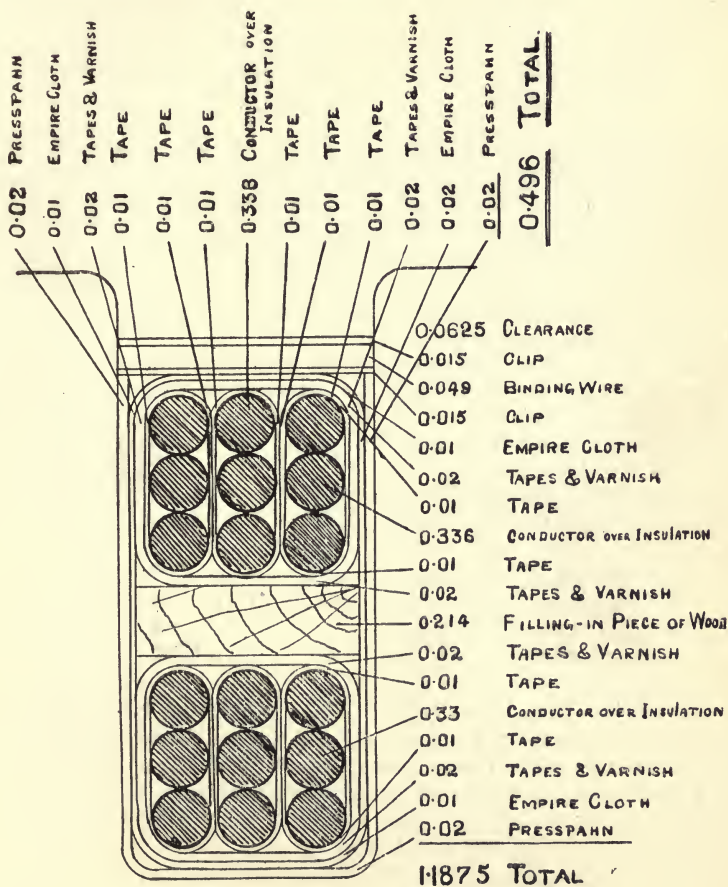 0·02 PRESSPAHN
0·01 EMPIRE CLOTH
0·02 TAPES & VARNISH
0·01 TAPE
0·01 TAPE
0·01 TAPE
0·338 CONDUCTOR OVER
INSULATION
0·01 TAPE
0·01 TAPE
0·01 TAPE
0·02 TAPES & VARNISH
0·02 EMPIRE CLOTH
0·02 PRESSPAHN
0·496 TOTAL.
0·0625 CLEARANCE
0·015 CLIP
0·049 BINDING WIRE
0·015 CLIP
0·01 EMPIRE CLOTH
0·02 TAPES & VARNISH
0·01 TAPE
0·336 CONDUCTOR OVER INSULATION
0·01 TAPE
0·02 TAPES & VARNISH
0·214 FILLING-IN PIECE OF WOOD
0·02 TAPES & VARNISH
0·01 TAPE
0·33 CONDUCTOR OVER INSULATION
0·01 TAPE
0·02 TAPES & VARNISH
0·01 EMPIRE CLOTH
0·02 PRESSPAHN
1·1875 TOTAL